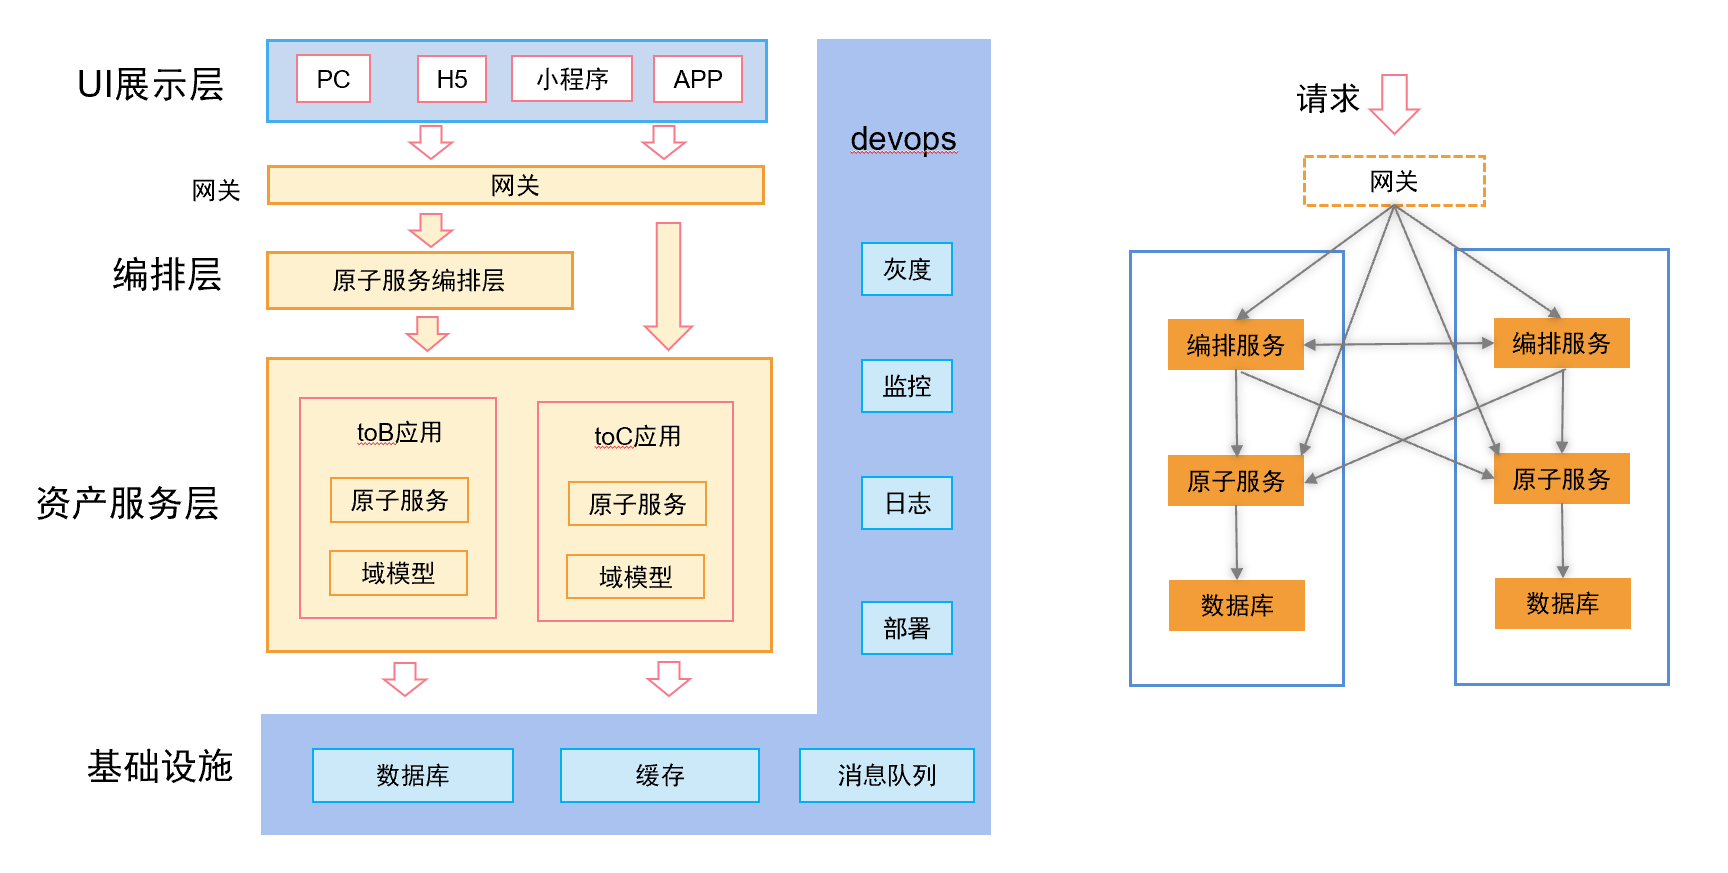 UI展示层
PC
H5
小程序
APP
网关
网关
编排层
原子服务编排层
资产服务层
toB应用
原子服务
域模型
toC应用
原子服务
域模型
基础设施
数据库
缓存
消息队列
devops
灰度
监控
日志
部署
请求
网关
编排服务
编排服务
原子服务
原子服务
数据库
数据库